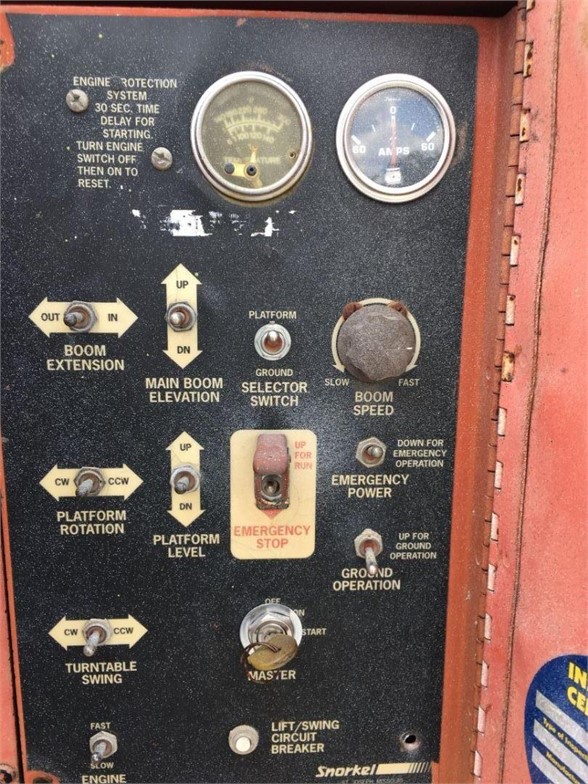 ENGINE PROTECTION
SYSTEM
30 SEC. TIME
DELAY FOR
STARTING.
TURN ENGINE
SWITCH OFF
THEN ON TO
RESET.
0
60 60
AMPS
OUT IN
BOOM
EXTENSION
UP
DN
MAIN BOOM
ELEVATION
PLATFORM
GROUND
SELECTOR
SWITCH
SLOW FAST
BOOM
SPEED
CW CCW
PLATFORM
ROTATION
UP
DN
PLATFORM
LEVEL
UP
FOR
RUN
EMERGENCY
STOP
DOWN FOR
EMERGENCY
OPERATION
EMERGENCY
POWER
UP FOR
GROUND
OPERATION
GROUND
OPERATION
CW CCW
TURNTABLE
SWING
OFF
ON
START
MASTER
FAST
SLOW
ENGINE
LIFT/SWING
CIRCUIT
BREAKER
Snorkel